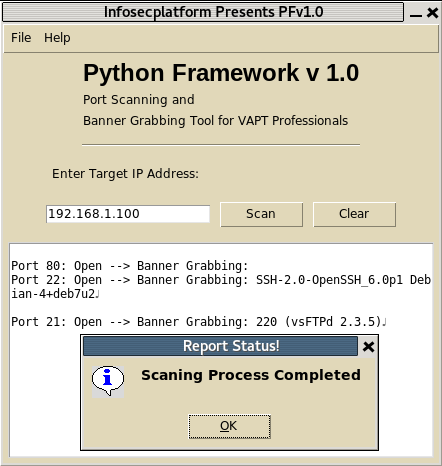 Infosecplatform Presents PFv1.0
File Help
Python Framework v 1.0
Port Scanning and
Banner Grabbing Tool for VAPT Professionals
Enter Target IP Address:
192.168.1.100 Scan Clear
Port 80: Open --> Banner Grabbing:
Port 22: Open --> Banner Grabbing: SSH-2.0-OpenSSH_6.0p1 Deb
ian-4+deb7u2
Port 21: Open --> Banner Grabbing: 220 (vsFTPd 2.3.5)
Report Status!
Scaning Process Completed
OK